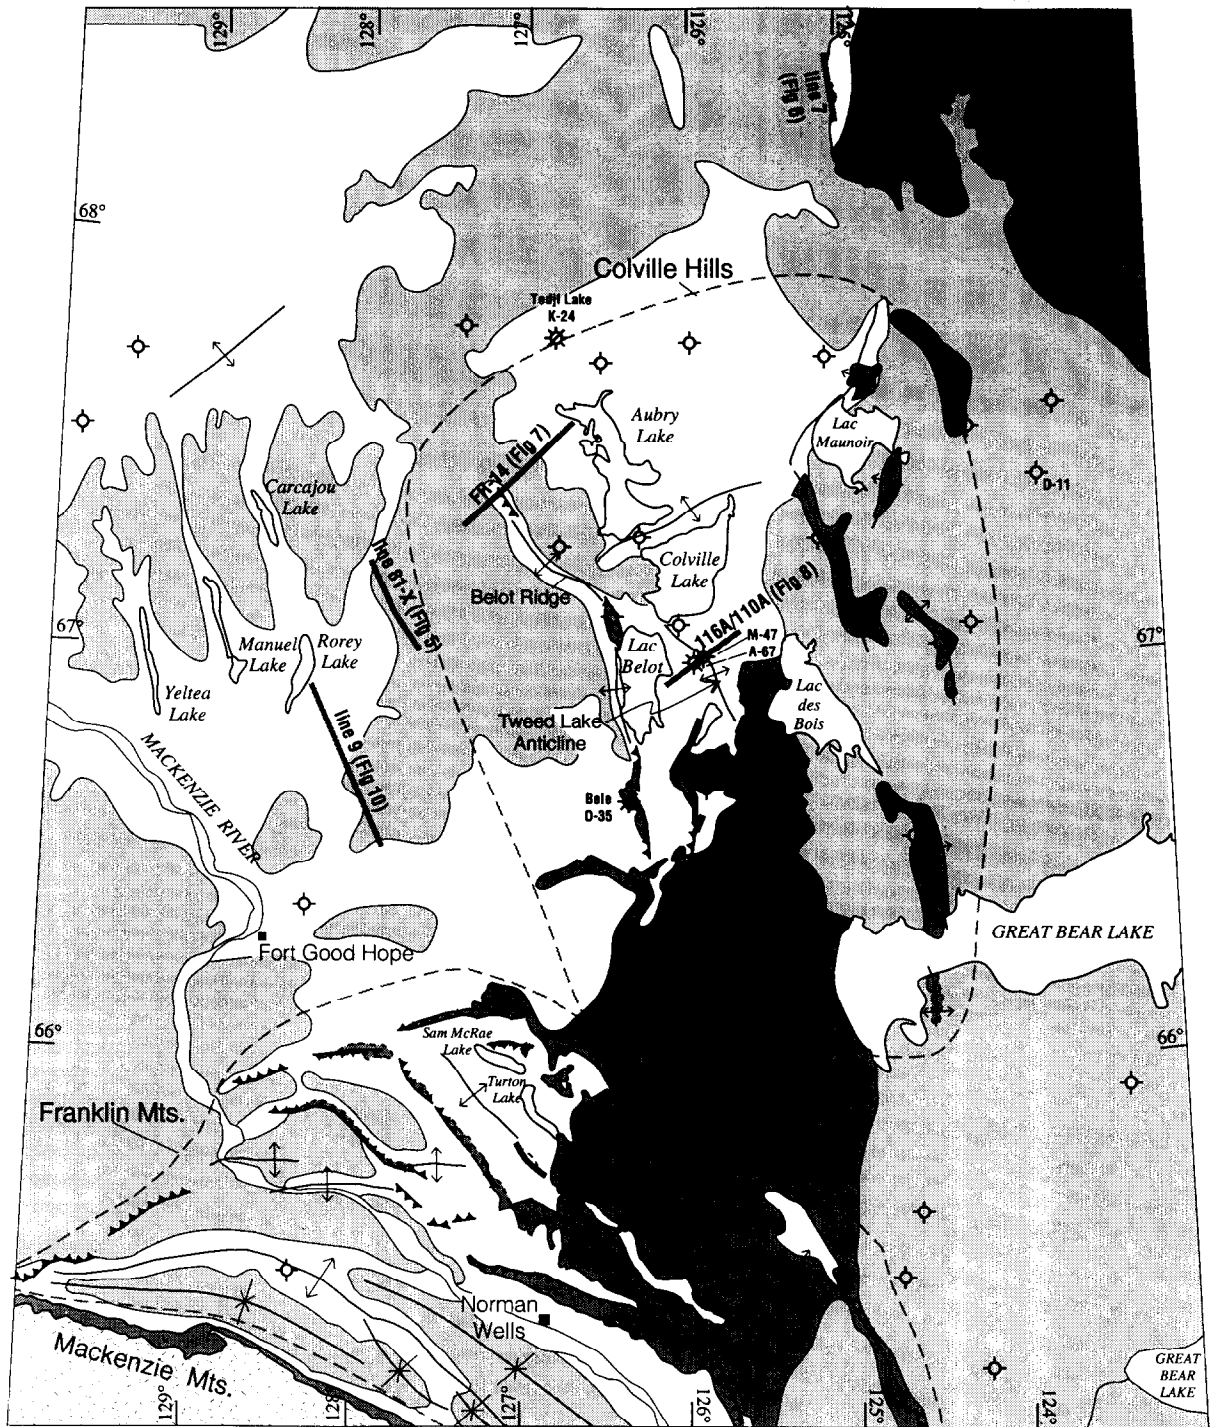 129°
128°
127°
126°
126°
line 7
(Fig 6)
68°
Colville Hills
Tedji Lake
K-24
Aubry
Lake
Lac
Maunoir
FR-14 (Fig 7)
D-11
Carcajou
Lake
Colville
Lake
line 81-X (Fig 5)
Belot Ridge
116A/110A (Fig 8)
67°
67°
M-47
A-67
Manuel
Lake
Rorey
Lake
Lac
Belot
Yeltea
Lake
Lac
des
Bois
Tweed Lake
Anticline
line 9 (Fig 10)
MACKENZIE RIVER
Bele
D-35
GREAT BEAR LAKE
Fort Good Hope
66°
66°
Sam McRae
Lake
Turton
Lake
Franklin Mts.
Norman
Wells
Mackenzie Mts.
GREAT
BEAR
LAKE
129°
128°
127°
126°
125°
124°